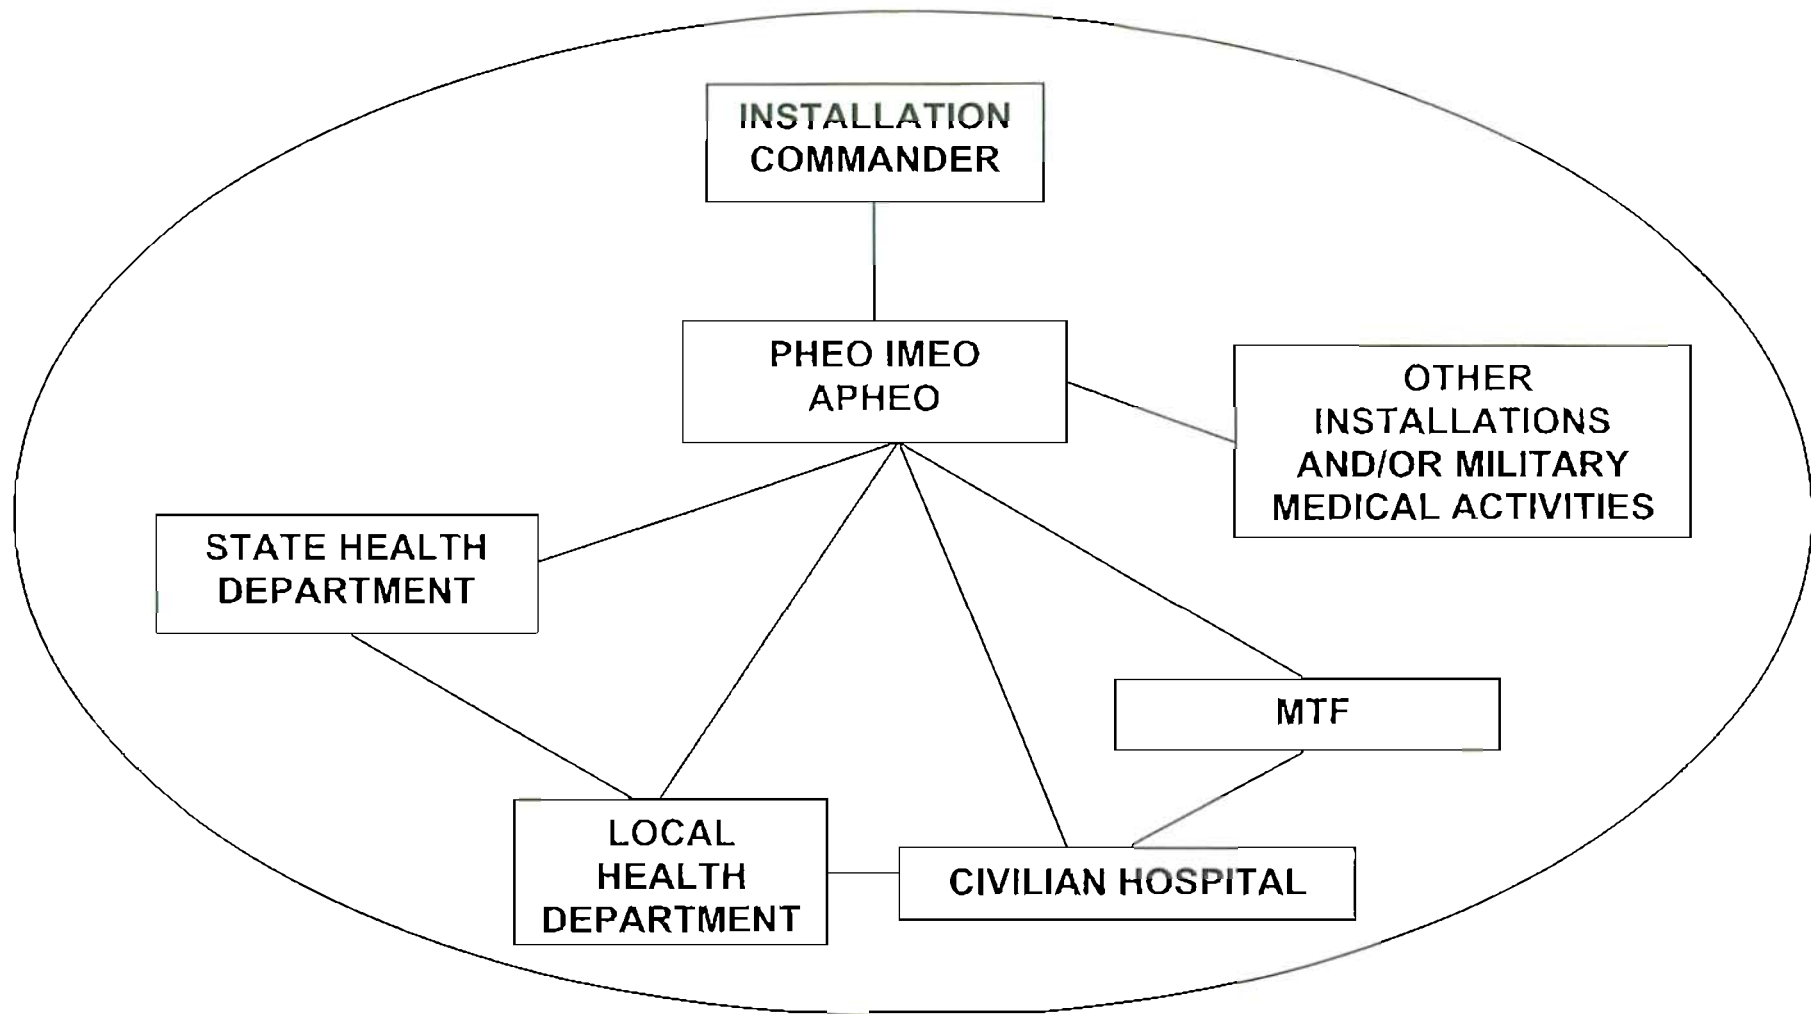 INSTALLATION
COMMANDER
PHEO IMEO
APHEO
OTHER
INSTALLATIONS
AND/OR MILITARY
MEDICAL ACTIVITIES
STATE HEALTH
DEPARTMENT
MTF
LOCAL
HEALTH
DEPARTMENT
CIVILIAN HOSPITAL